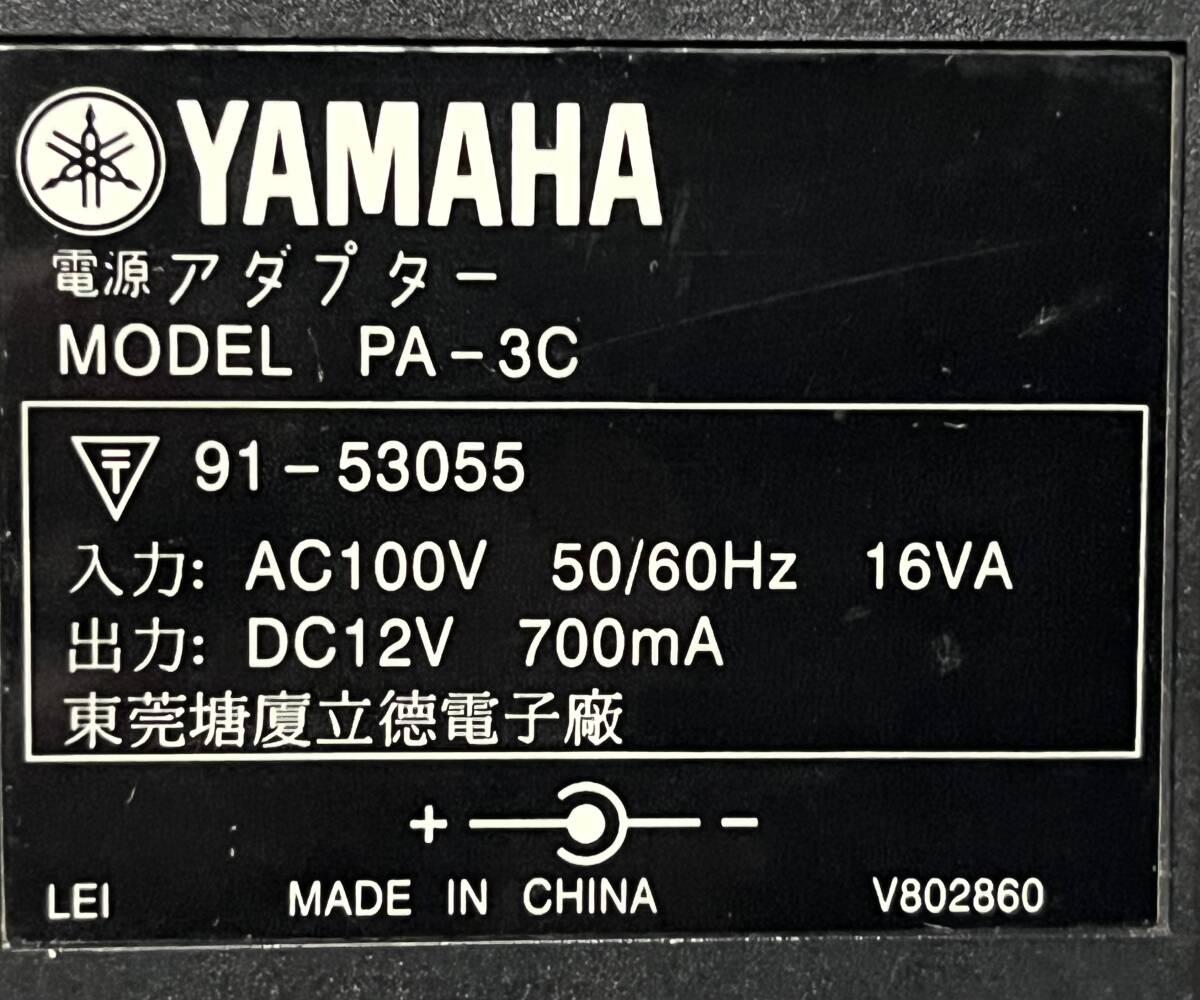 YAMAHA
電源アダプター
MODEL PA-3C
91-53055
入力: AC100V 50/60Hz 16VA
出力: DC12V 700mA
東莞塘廈立德電子廠
+ -
LEI MADE IN CHINA V802860